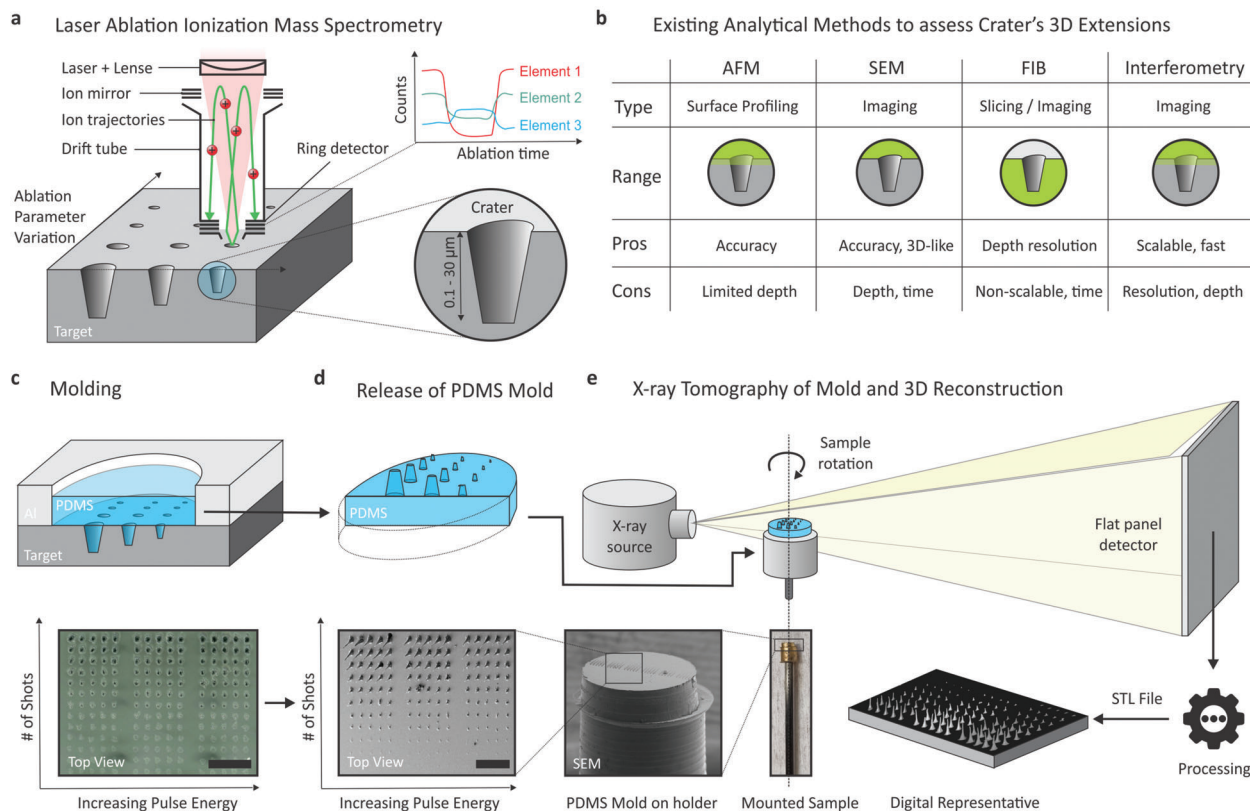 a Laser Ablation Ionization Mass Spectrometry
Laser + Lense
Ion mirror
Ion trajectories
Drift tube
Ring detector
Counts
Element 1
Element 2
Element 3
Ablation time
Ablation
Parameter
Variation
Crater
0.1 - 30 µm
Target
b Existing Analytical Methods to assess Crater's 3D Extensions
AFM SEM FIB Interferometry
Type Surface Profiling Imaging Slicing / Imaging Imaging
Range
Pros Accuracy Accuracy, 3D-like Depth resolution Scalable, fast
Cons Limited depth Depth, time Non-scalable, time Resolution, depth
c Molding
PDMS
Al
Target
# of Shots
Top View
Increasing Pulse Energy
d Release of PDMS Mold
PDMS
# of Shots
Top View
Increasing Pulse Energy
SEM
PDMS Mold on holder
e X-ray Tomography of Mold and 3D Reconstruction
Sample
rotation
X-ray
source
Flat panel
detector
Mounted Sample
STL File
Processing
Digital Representative